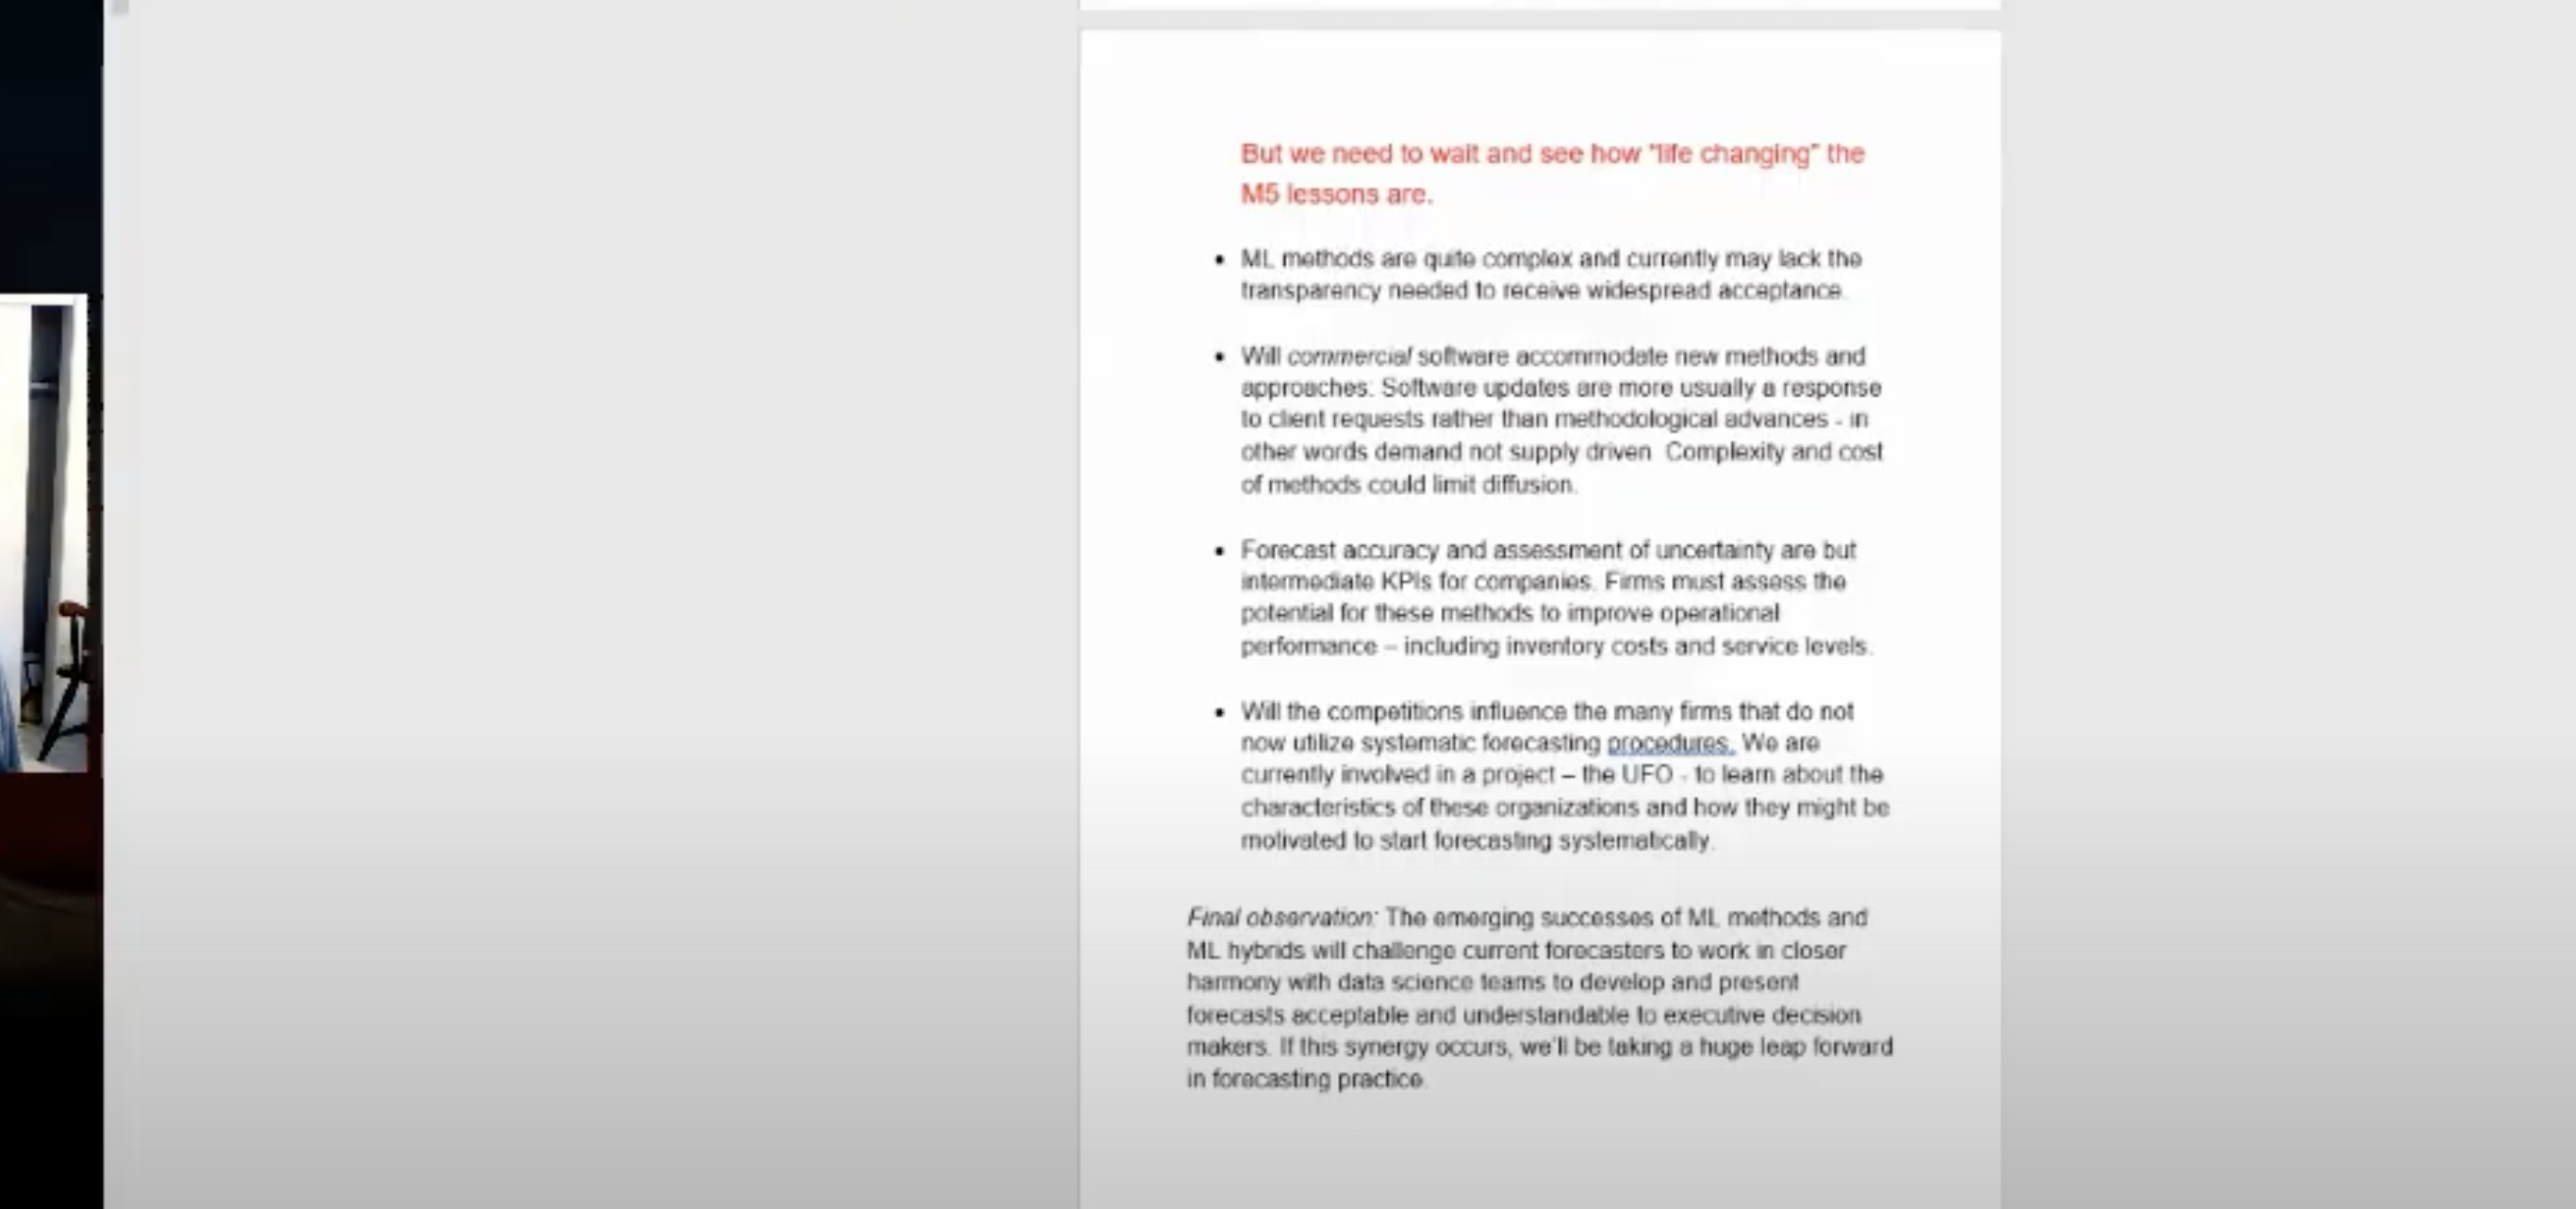 But we need to wait and see how "life changing" the
M5 lessons are.
• ML methods are quite complex and currently may lack the
transparency needed to receive widespread acceptance.
• Will commercial software accommodate new methods and
approaches. Software updates are more usually a response
to client requests rather than methodological advances - in
other words demand not supply driven Complexity and cost
of methods could limit diffusion.
• Forecast accuracy and assessment of uncertainty are but
intermediate KPIs for companies. Firms must assess the
potential for these methods to improve operational
performance – including inventory costs and service levels.
• Will the competitions influence the many firms that do not
now utilize systematic forecasting procedures. We are
currently involved in a project – the UFO - to learn about the
characteristics of these organizations and how they might be
motivated to start forecasting systematically.
Final observation: The emerging successes of ML methods and
ML hybrids will challenge current forecasters to work in closer
harmony with data science teams to develop and present
forecasts acceptable and understandable to executive decision
makers. If this synergy occurs, we'll be taking a huge leap forward
in forecasting practice.